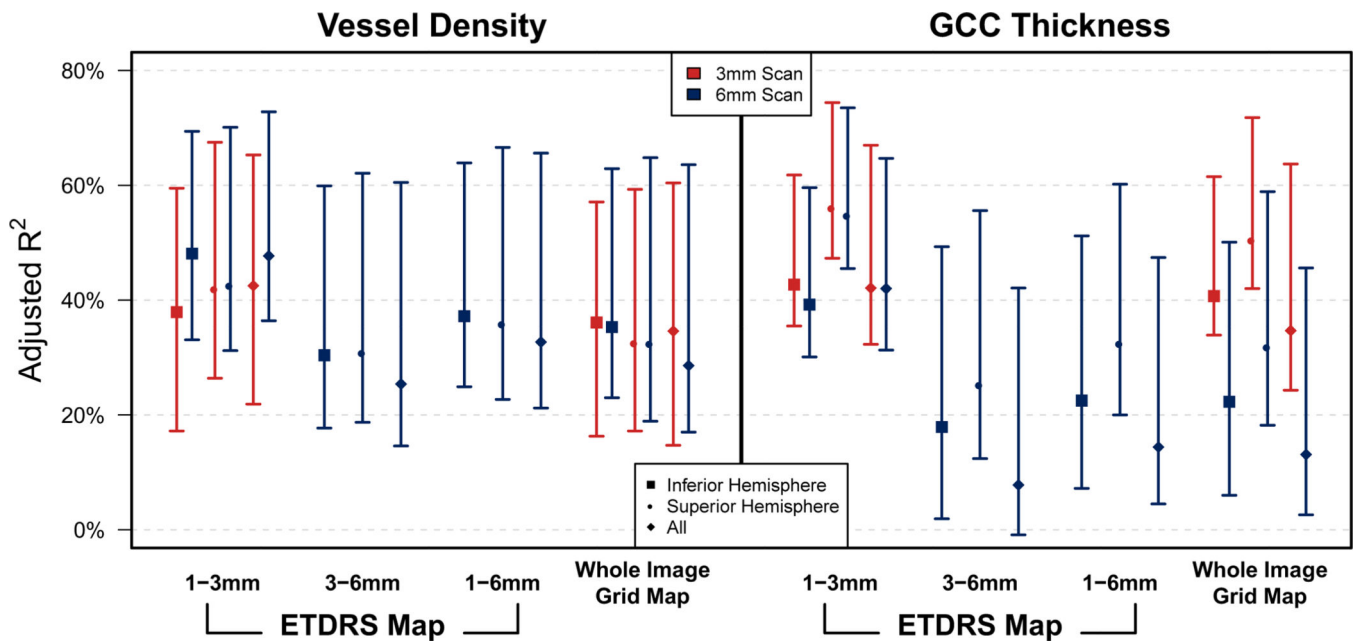 Vessel Density
GCC Thickness
3mm Scan
6mm Scan
Adjusted R²
80%
60%
40%
20%
0%
Inferior Hemisphere
Superior Hemisphere
All
1−3mm
3−6mm
1−6mm
Whole Image
Grid Map
ETDRS Map
1−3mm
3−6mm
1−6mm
Whole Image
Grid Map
ETDRS Map